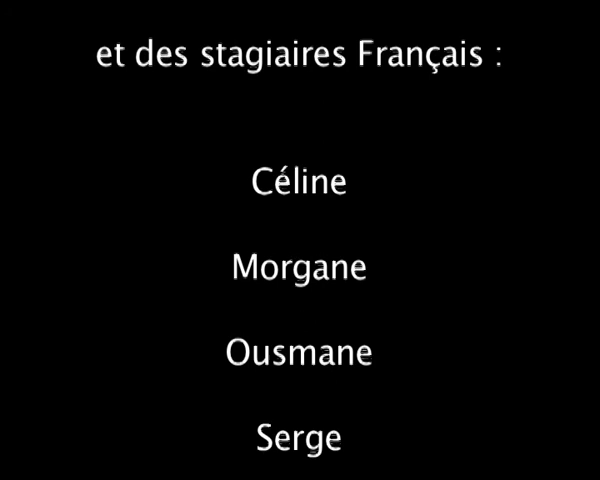 et des stagiaires Français :
Céline
Morgane
Ousmane
Serge